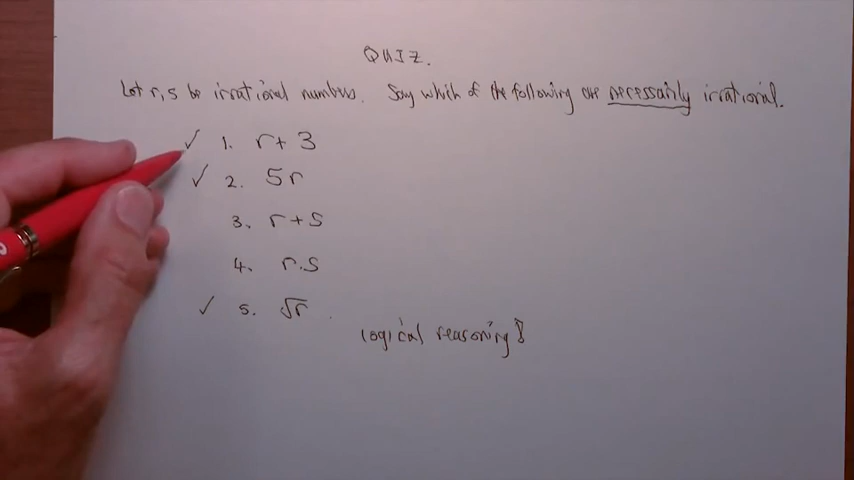 QUIZ.
Let r, s be irrational numbers. Say which of the following are necessarily irrational.
✓ 1. r + 3
✓ 2. 5r
3. r + s
4. r.s
✓ 5. √r .
logical reasoning!